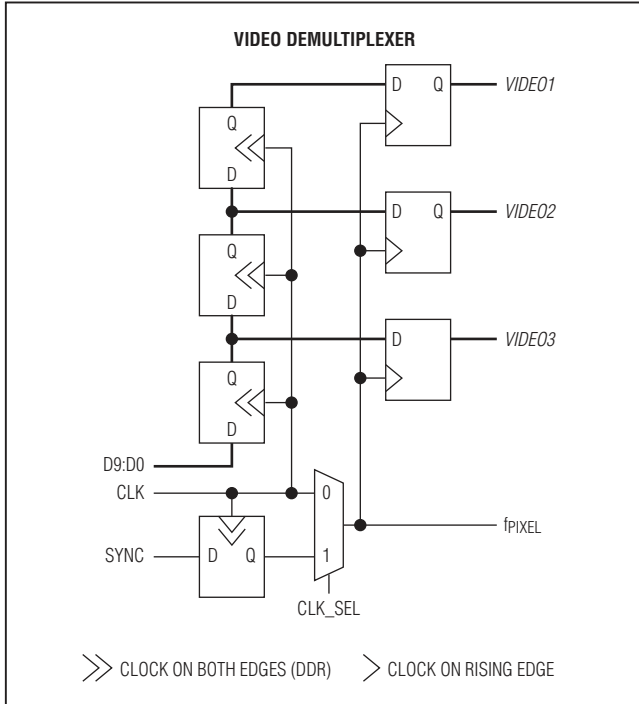 VIDEO DEMULTIPLEXER
D Q VIDEO1
Q
D
D Q VIDEO2
Q
D
D VIDEO3
Q
D
D9:D0
CLK 0
SYNC D Q 1 fPIXEL
CLK_SEL
CLOCK ON BOTH EDGES (DDR) CLOCK ON RISING EDGE